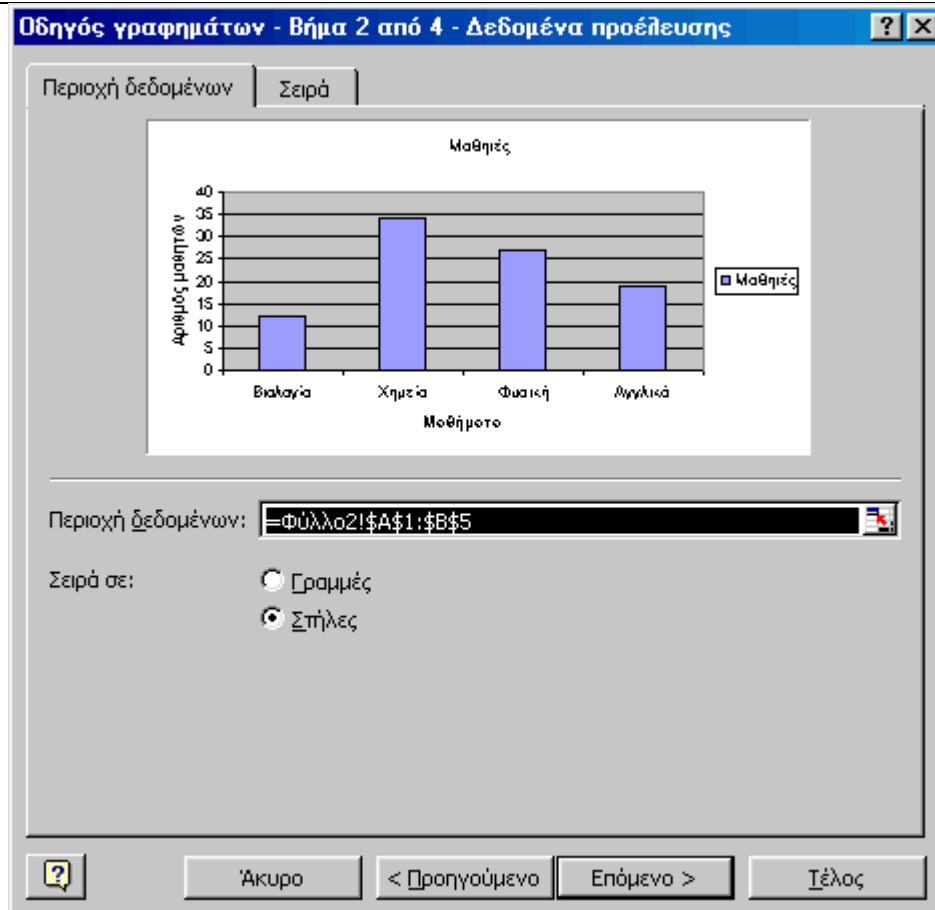 Οδηγός γραφημάτων - Βήμα 2 από 4 - Δεδομένα προέλευσης
Περιοχή δεδομένων
Σειρά
Μαθητές
40
35
30
25
20
15
10
5
0
Αριθμός μαθητών
Βιολογία Χημεία Φυσική Αγγλικά
Μαθήματα
Μαθητές
Περιοχή δεδομένων: =Φύλλο2!$A$1:$B$5
Σειρά σε: Γραμμές
Στήλες
Άκυρο < Προηγούμενο Επόμενο > Τέλος